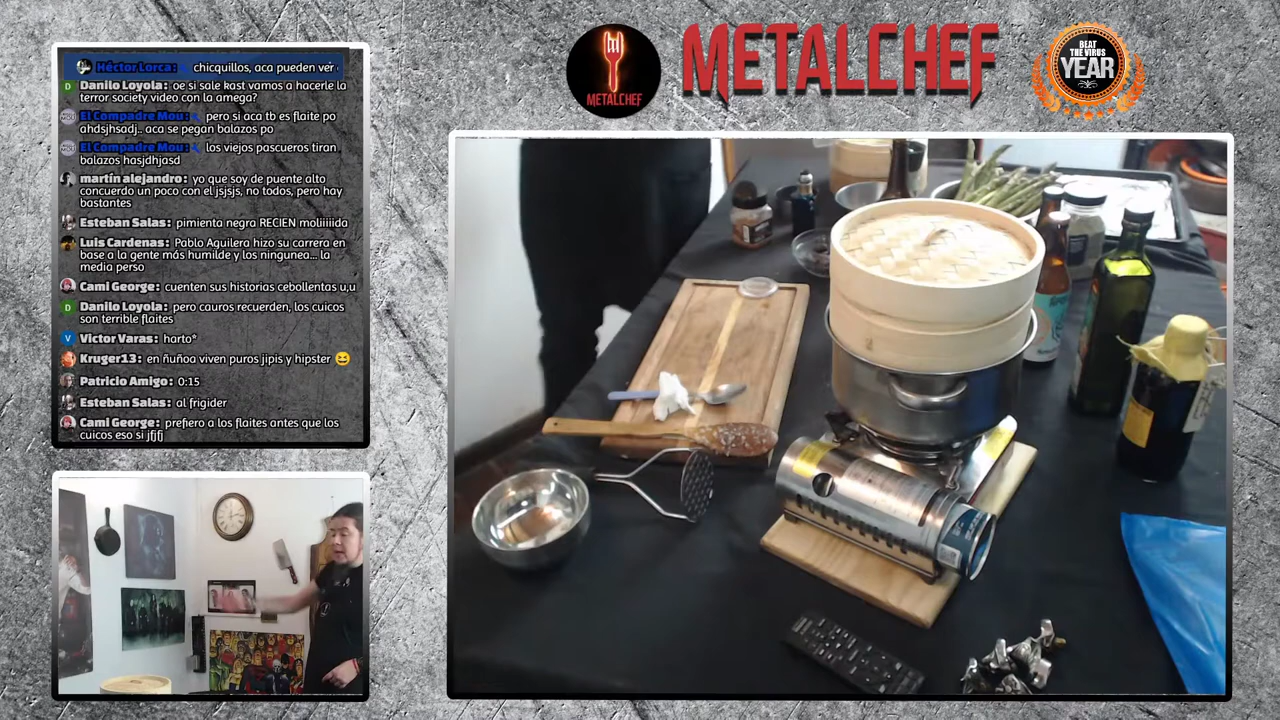 METALCHEF
METALCHEF
BEAT
THE VIRUS
YEAR
Héctor Lorca: chicquillos, aca pueden ver
Danilo Loyola: oe si sale kast vamos a hacerle la
terror society video con la amega?
El Compadre Mou: pero si aca tb es flaite po
ahdsjhsadj.. aca se pegan balazos po
El Compadre Mou: los viejos pascueros tiran
balazos hasjdhjasd
martín alejandro: yo que soy de puente alto
concuerdo un poco con el jsjsjs, no todos, pero hay
bastantes
Esteban Salas: pimienta negra RECIEN moliiiiida
Luis Cardenas: Pablo Aguilera hizo su carrera en
base a la gente más humilde y los ningunea... la
media perso
Cami George: cuenten sus historias cebollentas u,u
D Danilo Loyola: pero cauros recuerden, los cuicos
son terrible flaites
V Victor Varas: harto*
Kruger13: en ñuñoa viven puros jipis y hipster 😆
Patricio Amigo: 0:15
Esteban Salas: al frigider
Cami George: prefiero a los flaites antes que los
cuicos eso si jfjfj